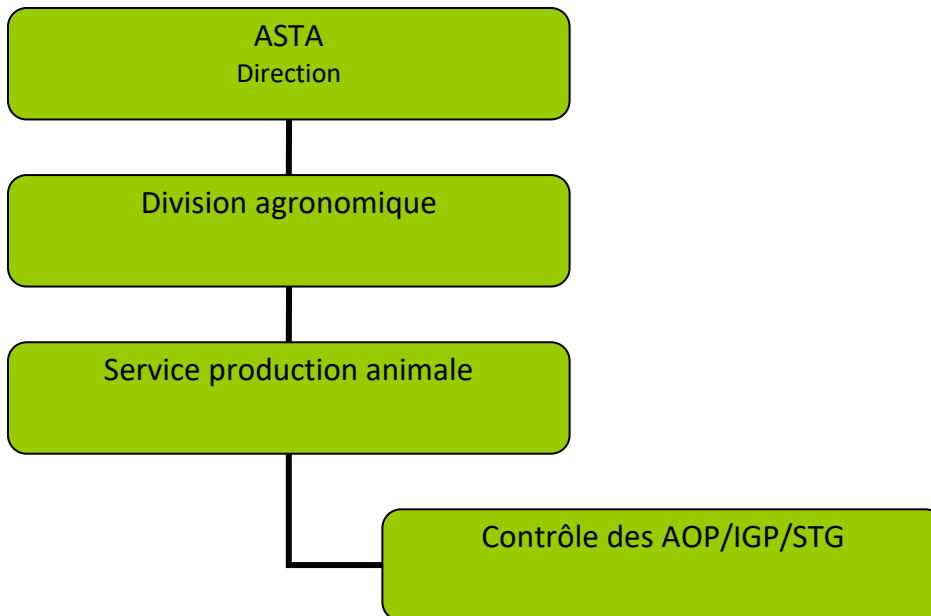 ASTA
Direction
Division agronomique
Service production animale
Contrôle des AOP/IGP/STG